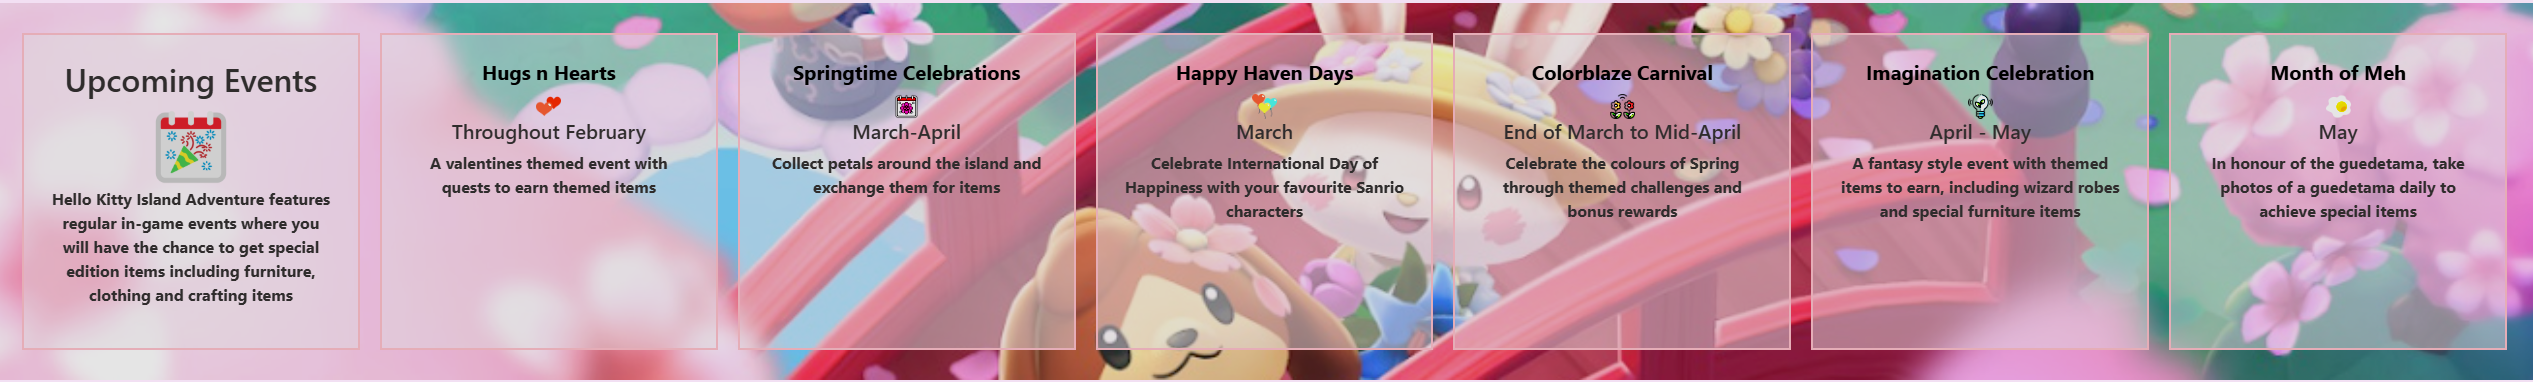 Upcoming Events
Hello Kitty Island Adventure features
regular in-game events where you
will have the chance to get special
edition items including furniture,
clothing and crafting items
Hugs n Hearts
Throughout February
A valentines themed event with
quests to earn themed items
Springtime Celebrations
March-April
Collect petals around the island and
exchange them for items
Happy Haven Days
March
Celebrate International Day of
Happiness with your favourite Sanrio
characters
Colorblaze Carnival
End of March to Mid-April
Celebrate the colours of Spring
through themed challenges and
bonus rewards
Imagination Celebration
April - May
A fantasy style event with themed
items to earn, including wizard robes
and special furniture items
Month of Meh
May
In honour of the guedetama, take
photos of a guedetama daily to
achieve special items